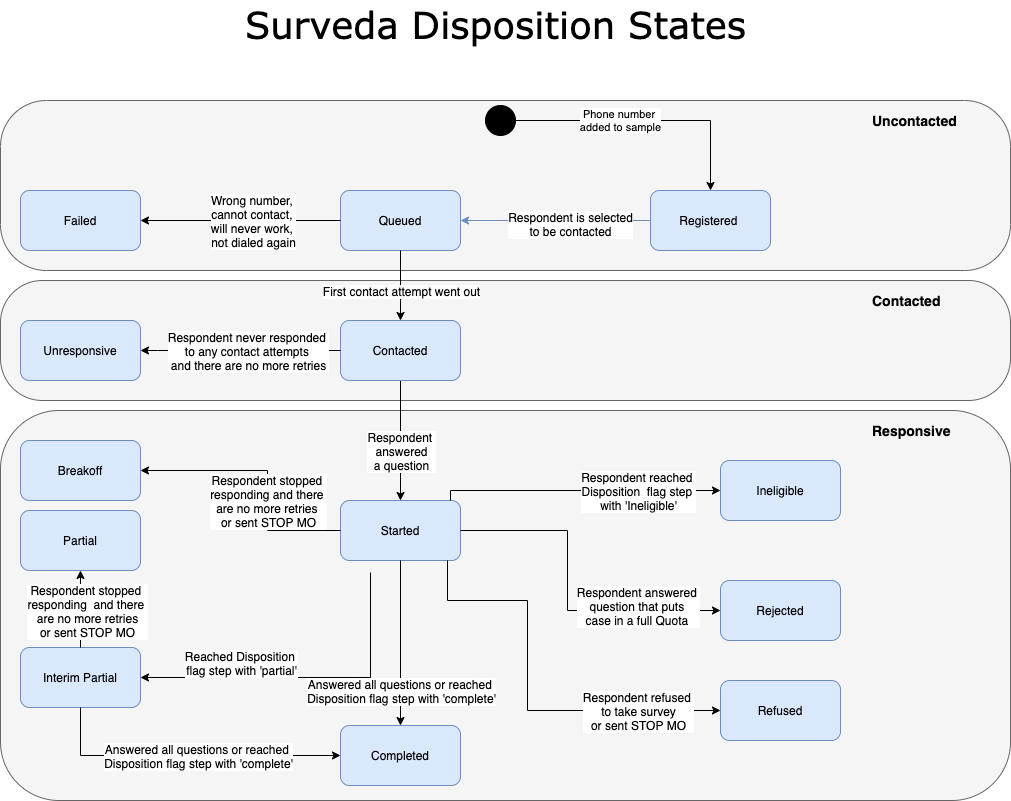 Surveda Disposition States
Phone number
added to sample
Uncontacted
Failed
Wrong number,
cannot contact,
will never work,
not dialed again
Queued
Respondent is selected
to be contacted
Registered
First contact attempt went out
Contacted
Unresponsive
Respondent never responded
to any contact attempts
and there are no more retries
Contacted
Respondent
answered
a question
Responsive
Breakoff
Respondent stopped
responding and there
are no more retries
or sent STOP MO
Started
Respondent reached
Disposition flag step
with 'Ineligible'
Ineligible
Partial
Respondent stopped
responding and there
are no more retries
or sent STOP MO
Respondent answered
question that puts
case in a full Quota
Rejected
Interim Partial
Reached Disposition
flag step with 'partial'
Answered all questions or reached
Disposition flag step with 'complete'
Respondent refused
to take survey
or sent STOP MO
Refused
Answered all questions or reached
Disposition flag step with 'complete'
Completed